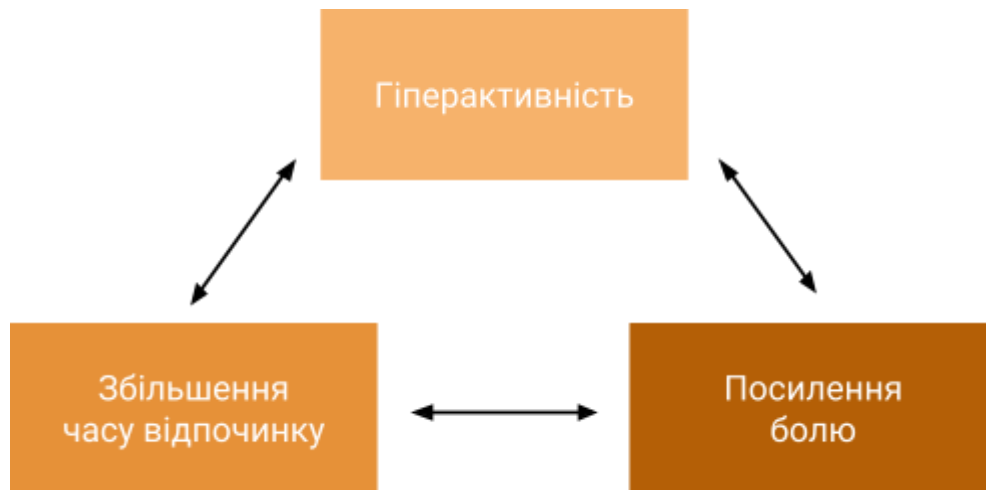 Гіперактивність
Збільшення
часу відпочинку
Посилення
болю